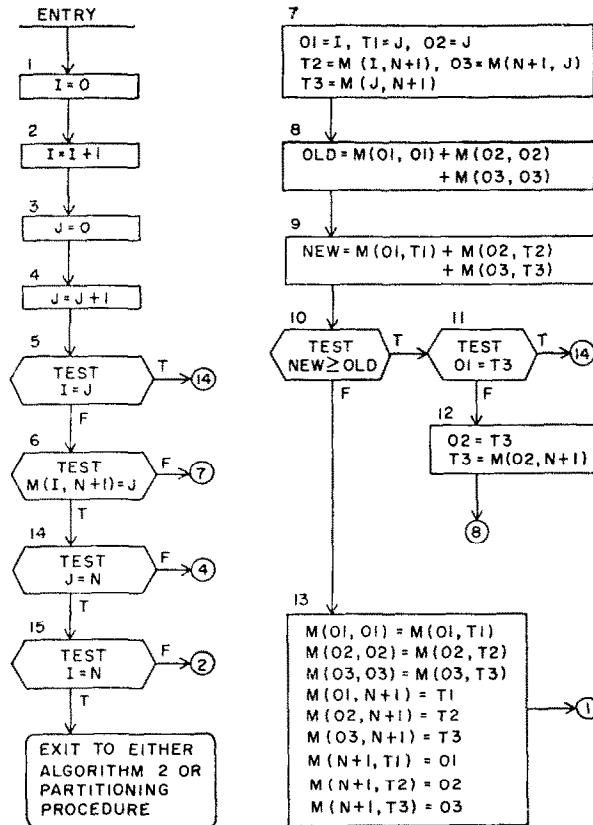 ENTRY
1
I=0
2
I=I+1
3
J=0
4
J=J+1
5
TEST
I=J
T
14
F
6
TEST
M(I,N+1)=J
F
7
T
14
TEST
J=N
F
4
T
15
TEST
I=N
F
2
T
EXIT TO EITHER
ALGORITHM 2 OR
PARTITIONING
PROCEDURE
7
O1=I, T1=J, O2=J
T2=M (I,N+1), O3=M(N+1, J)
T3=M (J,N+1)
8
OLD=M(O1,O1)+M(O2,O2)
+M(O3,O3)
9
NEW=M(O1,T1)+M(O2,T2)
+M(O3,T3)
10
TEST
NEW≥OLD
T
11
TEST
O1=T3
T
14
F
F
12
O2=T3
T3=M(O2,N+1)
8
13
M(O1,O1)=M(O1,T1)
M(O2,O2)=M(O2,T2)
M(O3,O3)=M(O3,T3)
M(O1,N+1)=T1
M(O2,N+1)=T2
M(O3,N+1)=T3
M(N+1,T1)=O1
M(N+1,T2)=O2
M(N+1,T3)=O3
1